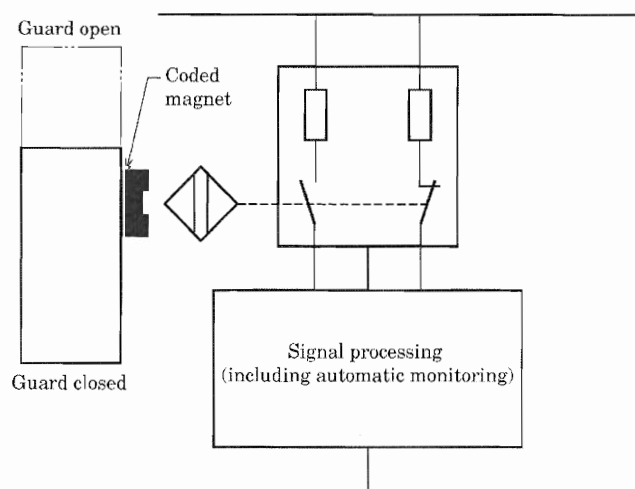 Guard open
Coded
magnet
Signal processing
(including automatic monitoring)
Guard closed